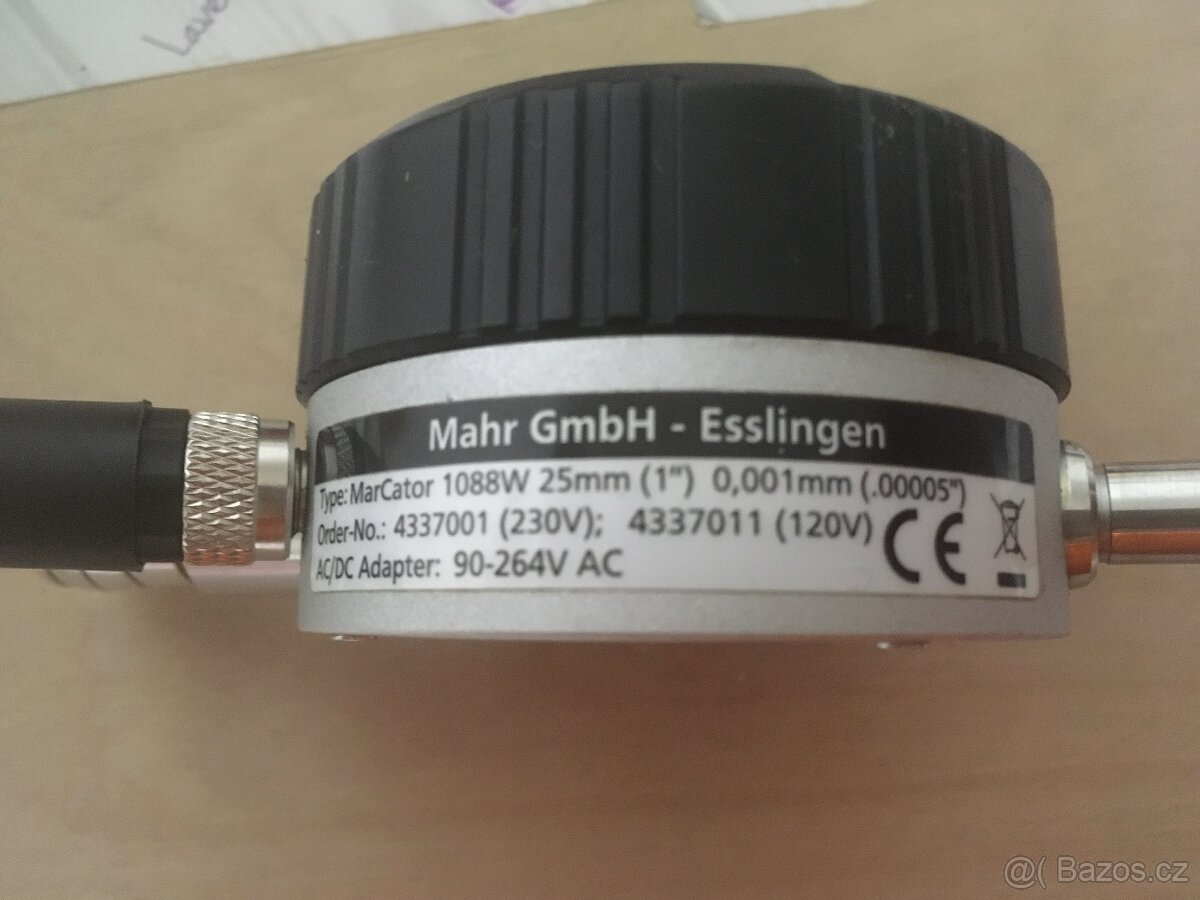 Lave
Mahr GmbH - Esslingen
Type: MarCator 1088W 25mm (1") 0,001mm (.00005")
Order-No.: 4337001 (230V); 4337011 (120V)
AC/DC Adapter: 90-264V AC
CE
@( Bazos.cz